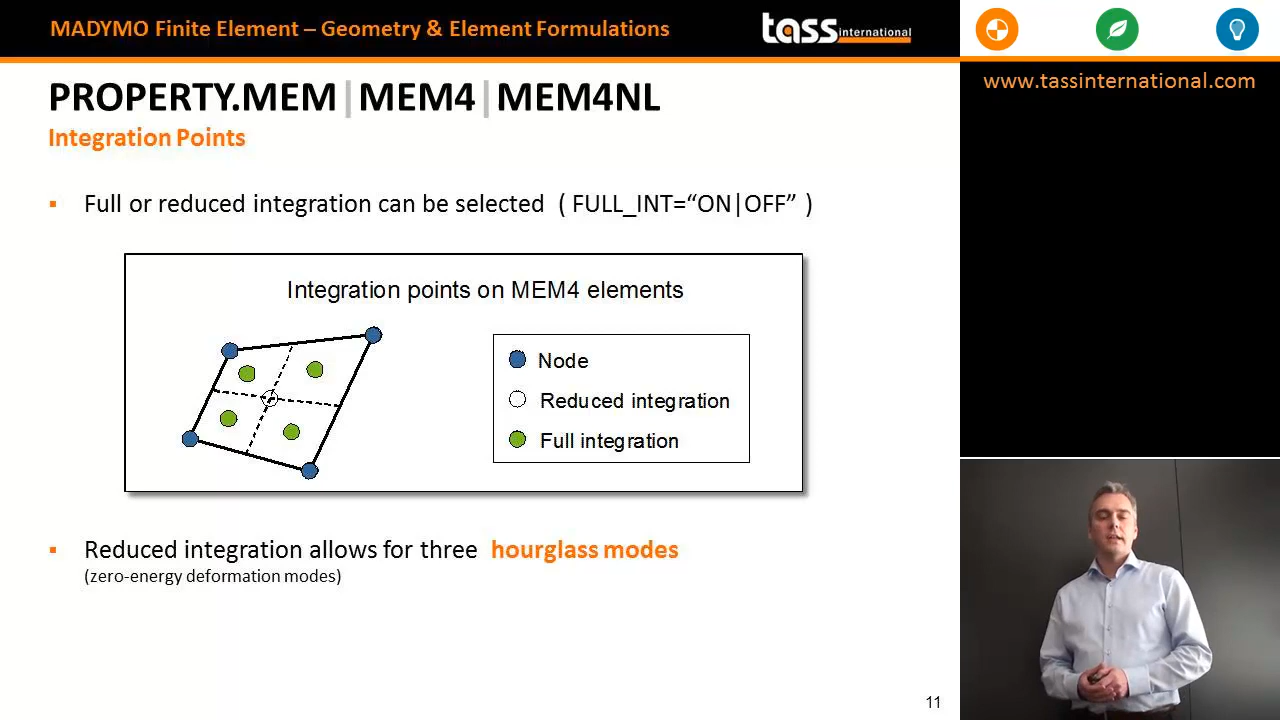 MADYMO Finite Element – Geometry & Element Formulations
tass international
www.tassinternational.com
PROPERTY.MEM|MEM4|MEM4NL
Integration Points
▪ Full or reduced integration can be selected ( FULL_INT=“ON|OFF” )
Integration points on MEM4 elements
Node
Reduced integration
Full integration
▪ Reduced integration allows for three hourglass modes
(zero-energy deformation modes)
11